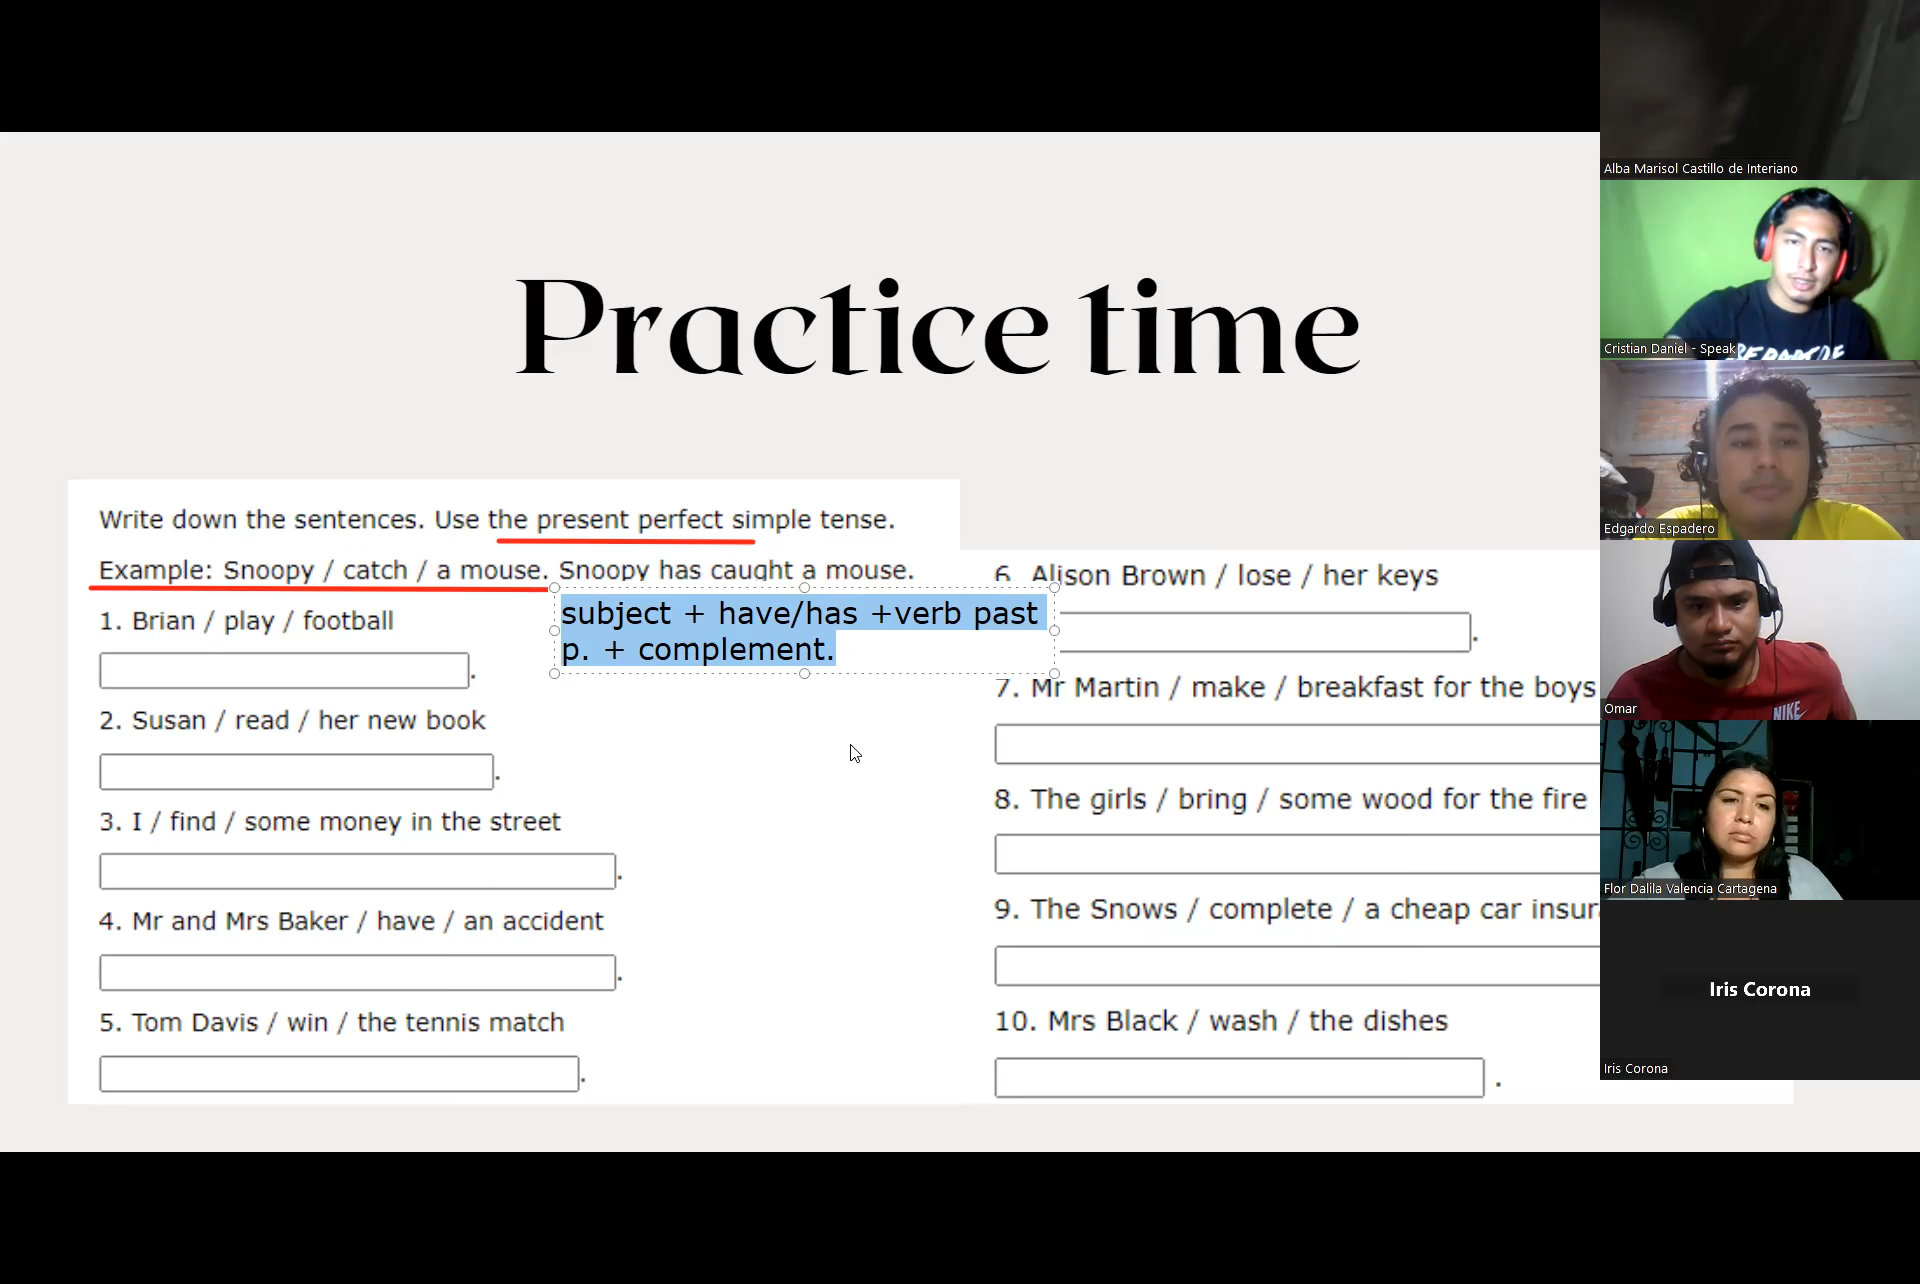 Practice time
Write down the sentences. Use the present perfect simple tense.
Example: Snoopy / catch / a mouse. Snoopy has caught a mouse.
subject + have/has +verb past
p. + complement.
1. Brian / play / football
.
2. Susan / read / her new book
.
3. I / find / some money in the street
.
4. Mr and Mrs Baker / have / an accident
.
5. Tom Davis / win / the tennis match
.
6. Alison Brown / lose / her keys
.
7. Mr Martin / make / breakfast for the boys
8. The girls / bring / some wood for the fire
9. The Snows / complete / a cheap car
10. Mrs Black / wash / the dishes
.
Alba Marisol Castillo de Interiano
Cristian Daniel - Speak
Edgardo Espadero
NIKE
Omar
Flor Dalila Valencia Cartagena
Iris Corona
Iris Corona